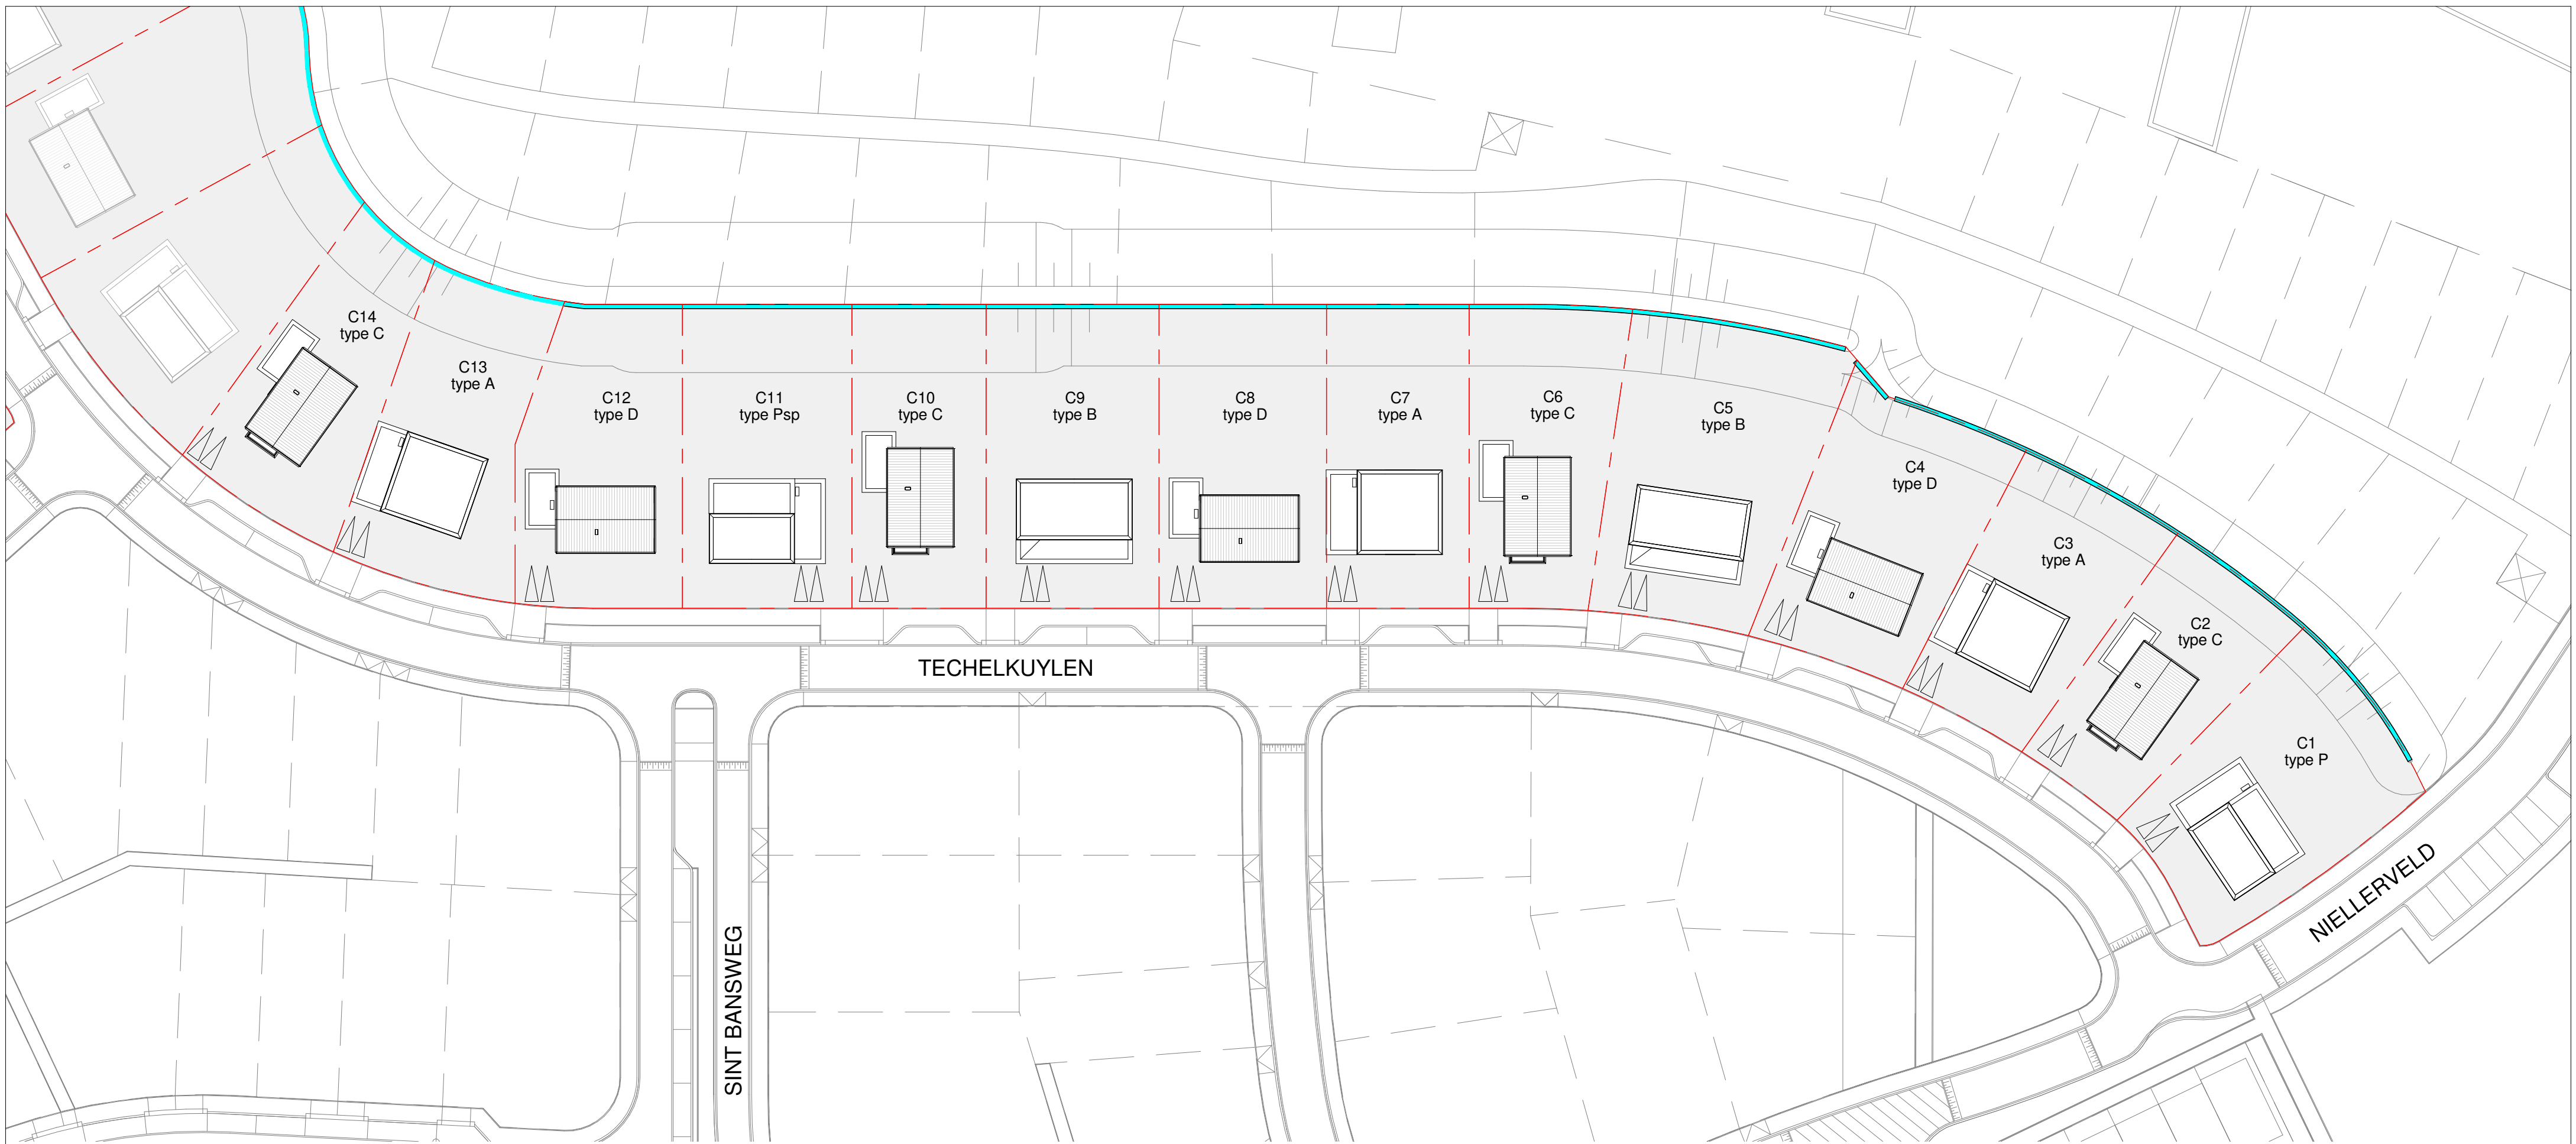 C14
type C
C13
type A
C12
type D
C11
type Psp
C10
type C
C9
type B
C8
type D
C7
type A
C6
type C
C5
type B
C4
type D
C3
type A
C2
type C
C1
type P
TECHELKUYLEN
SINT BANSWEG
NIELLERVELD